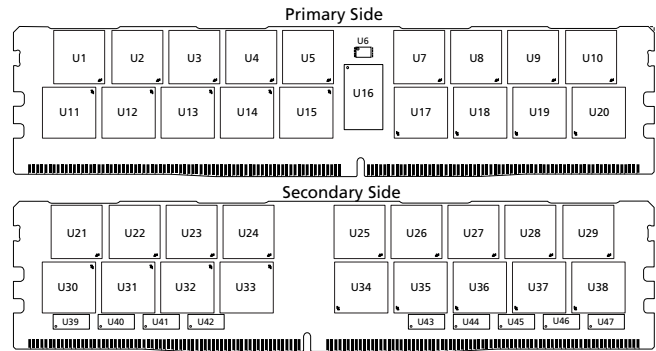 Primary Side
U6
U1 U2 U3 U4 U5 U7 U8 U9 U10
U16
U11 U12 U13 U14 U15 U17 U18 U19 U20
Secondary Side
U21 U22 U23 U24 U25 U26 U27 U28 U29
U30 U31 U32 U33 U34 U35 U36 U37 U38
U39 U40 U41 U42 U43 U44 U45 U46 U47